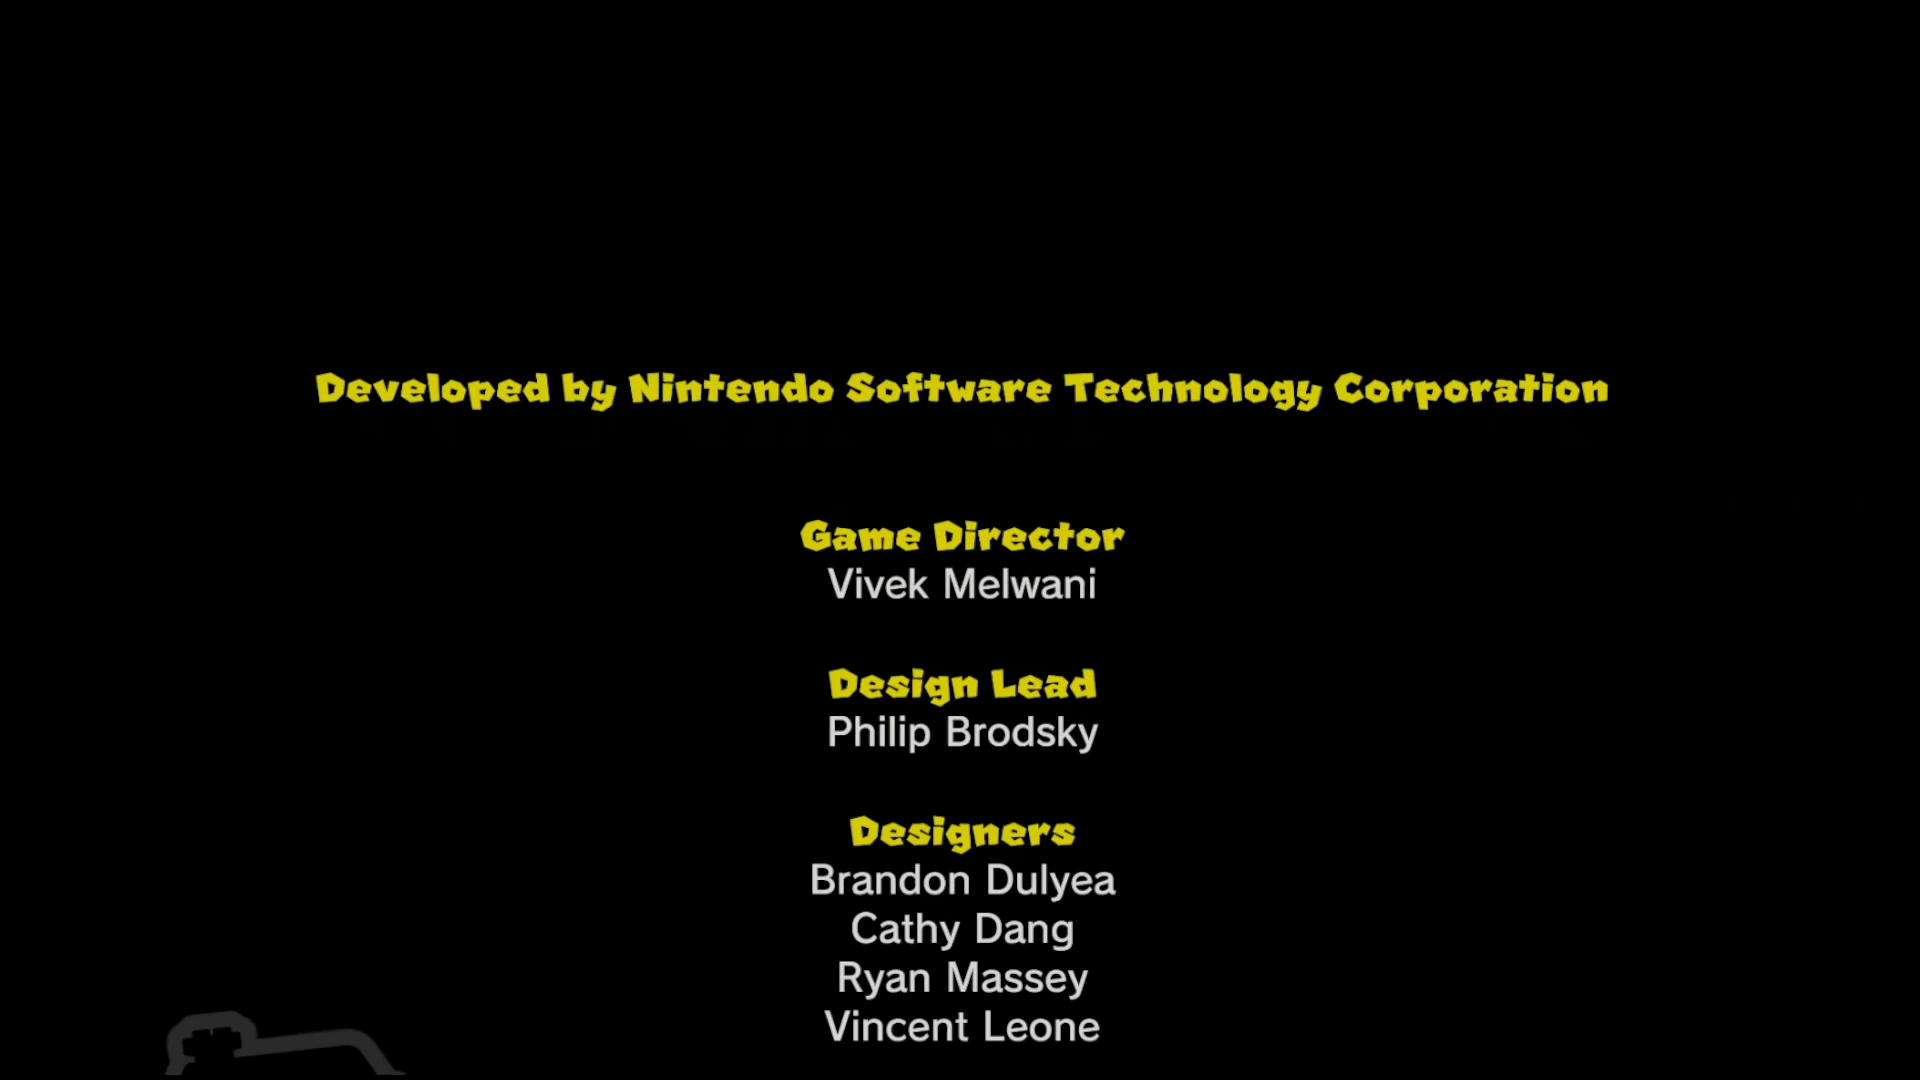 Developed by Nintendo Software Technology Corporation
Game Director
Vivek Melwani
Design Lead
Philip Brodsky
Designers
Brandon Dulyea
Cathy Dang
Ryan Massey
Vincent Leone